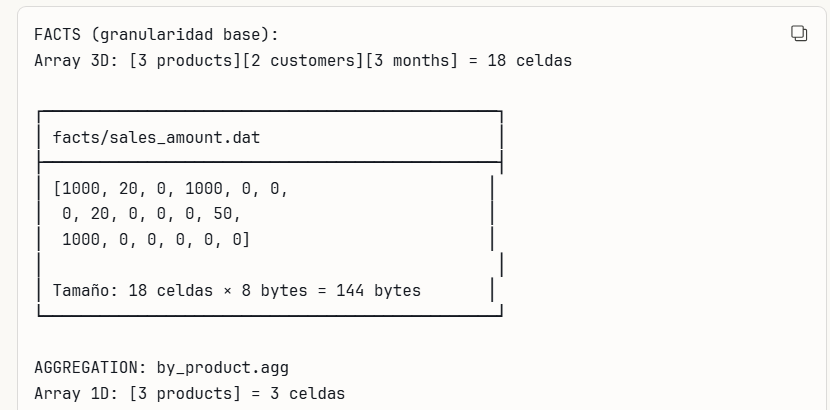 FACTS (granularidad base):
Array 3D: [3 products][2 customers][3 months] = 18 celdas
facts/sales_amount.dat
[1000, 20, 0, 1000, 0, 0,
0, 20, 0, 0, 0, 50,
1000, 0, 0, 0, 0, 0]
Tamaño: 18 celdas × 8 bytes = 144 bytes
AGGREGATION: by_product.agg
Array 1D: [3 products] = 3 celdas